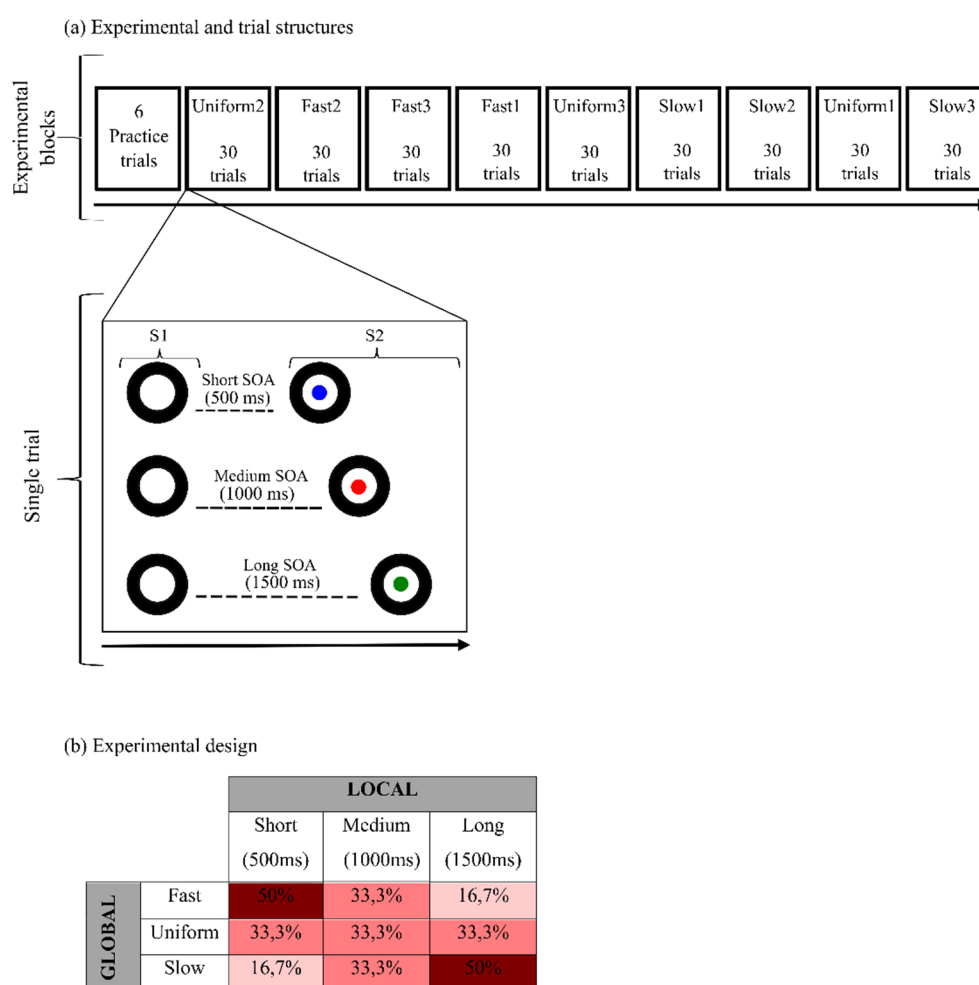 (a) Experimental and trial structures
Experimental
blocks
6
Practice
trials
Uniform2
30
trials
Fast2
30
trials
Fast3
30
trials
Fast1
30
trials
Uniform3
30
trials
Slow1
30
trials
Slow2
30
trials
Uniform1
30
trials
Slow3
30
trials
Single trial
S1
S2
Short SOA
(500 ms)
Medium SOA
(1000 ms)
Long SOA
(1500 ms)
(b) Experimental design
LOCAL
Short
(500ms)
Medium
(1000ms)
Long
(1500ms)
GLOBAL
Fast
50%
33,3%
16,7%
Uniform
33,3%
33,3%
33,3%
Slow
16,7%
33,3%
50%